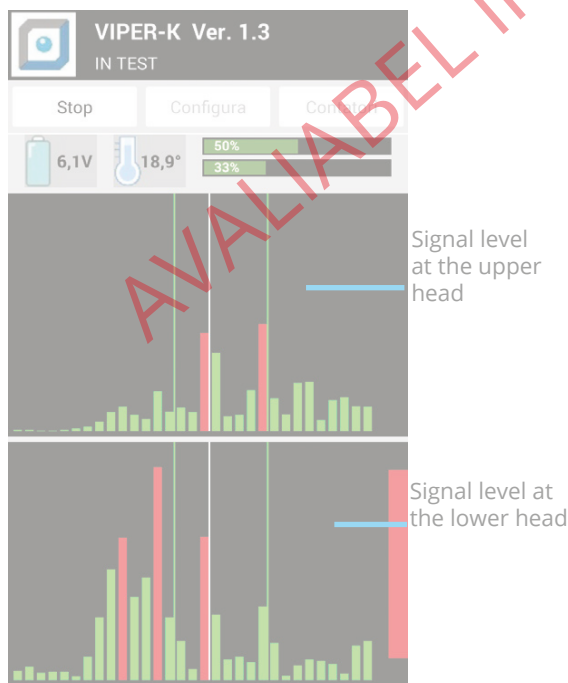 VIPER-K Ver. 1.3
IN TEST
Stop Configura Contatori
6,1V 18,9° 50%
33%
Signal level
at the upper
head
Signal level at
the lower head
AVALIABEL I